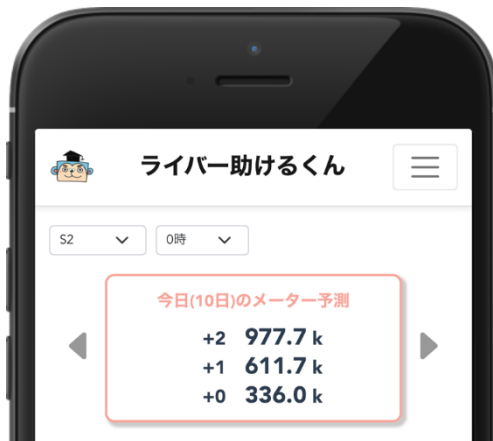 ライバー助けるくん
S2 0時
今日(10日)のメーター予測
+2 977.7 k
+1 611.7 k
+0 336.0 k